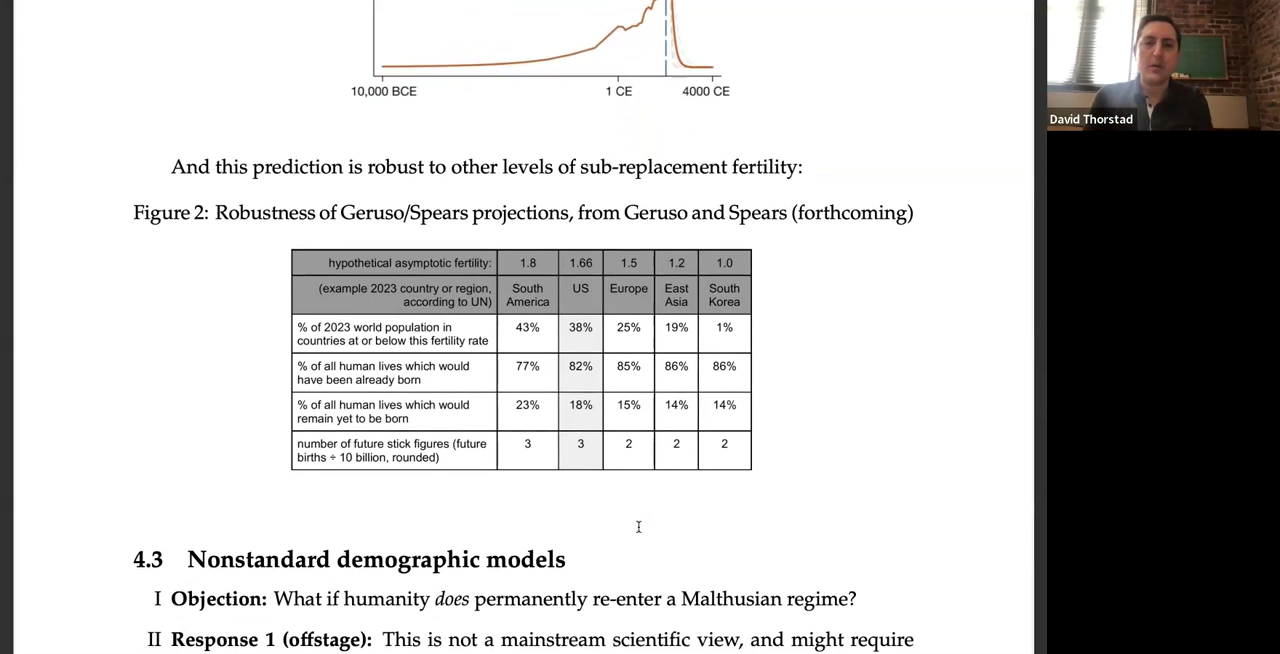 10,000 BCE 1 CE 4000 CE
David Thorstad
And this prediction is robust to other levels of sub-replacement fertility:
Figure 2: Robustness of Geruso/Spears projections, from Geruso and Spears (forthcoming)
hypothetical asymptotic fertility: 1.8 1.66 1.5 1.2 1.0
(example 2023 country or region, according to UN) South America US Europe East Asia South Korea
% of 2023 world population in countries at or below this fertility rate 43% 38% 25% 19% 1%
% of all human lives which would have been already born 77% 82% 85% 86% 86%
% of all human lives which would remain yet to be born 23% 18% 15% 14% 14%
number of future stick figures (future births ÷ 10 billion, rounded) 3 3 2 2 2
4.3 Nonstandard demographic models
I Objection: What if humanity does permanently re-enter a Malthusian regime?
II Response 1 (offstage): This is not a mainstream scientific view, and might require